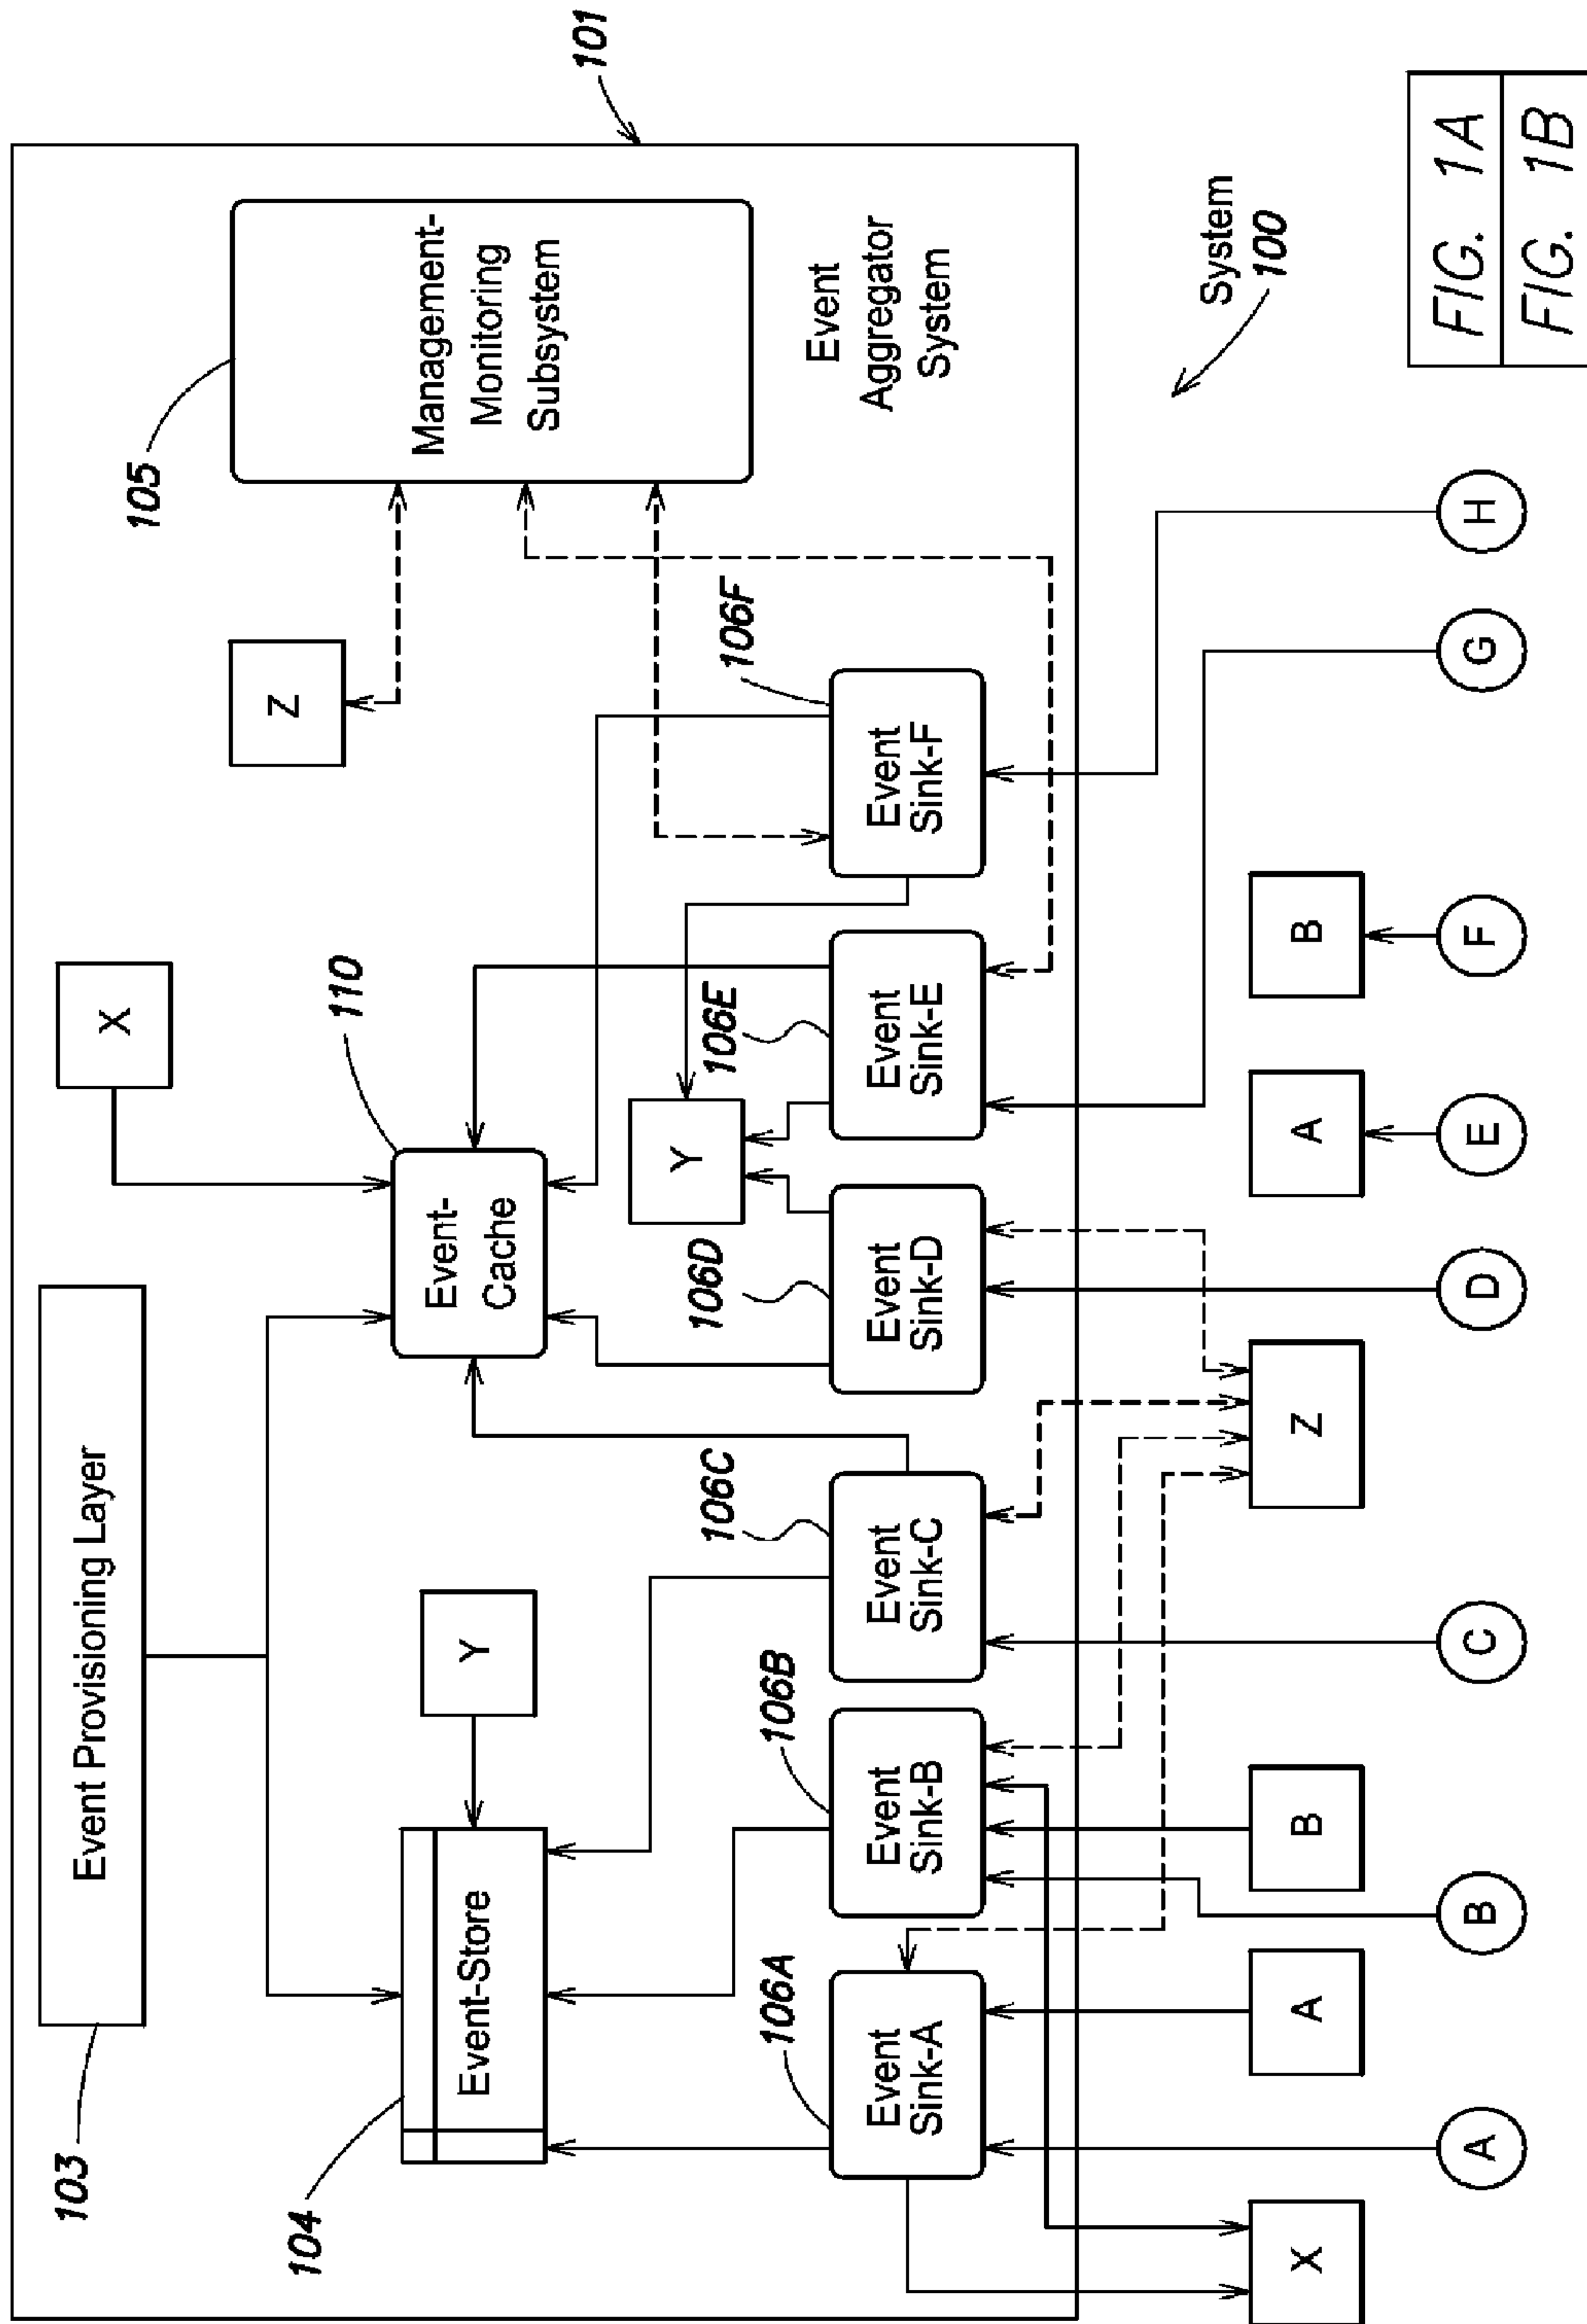 103
Event Provisioning Layer
X
110
Z
105
Management-
Monitoring
Subsystem
101
104
Event-Store
Y
Event-
Cache
Y
106A
106B
106C
106D
106E
106F
Event
Sink-A
Event
Sink-B
Event
Sink-C
Event
Sink-D
Event
Sink-E
Event
Sink-F
Event
Aggregator
System
X
A
B
Z
A
B
System
100
A
B
C
D
E
F
G
H
FIG. 1A
FIG. 1B